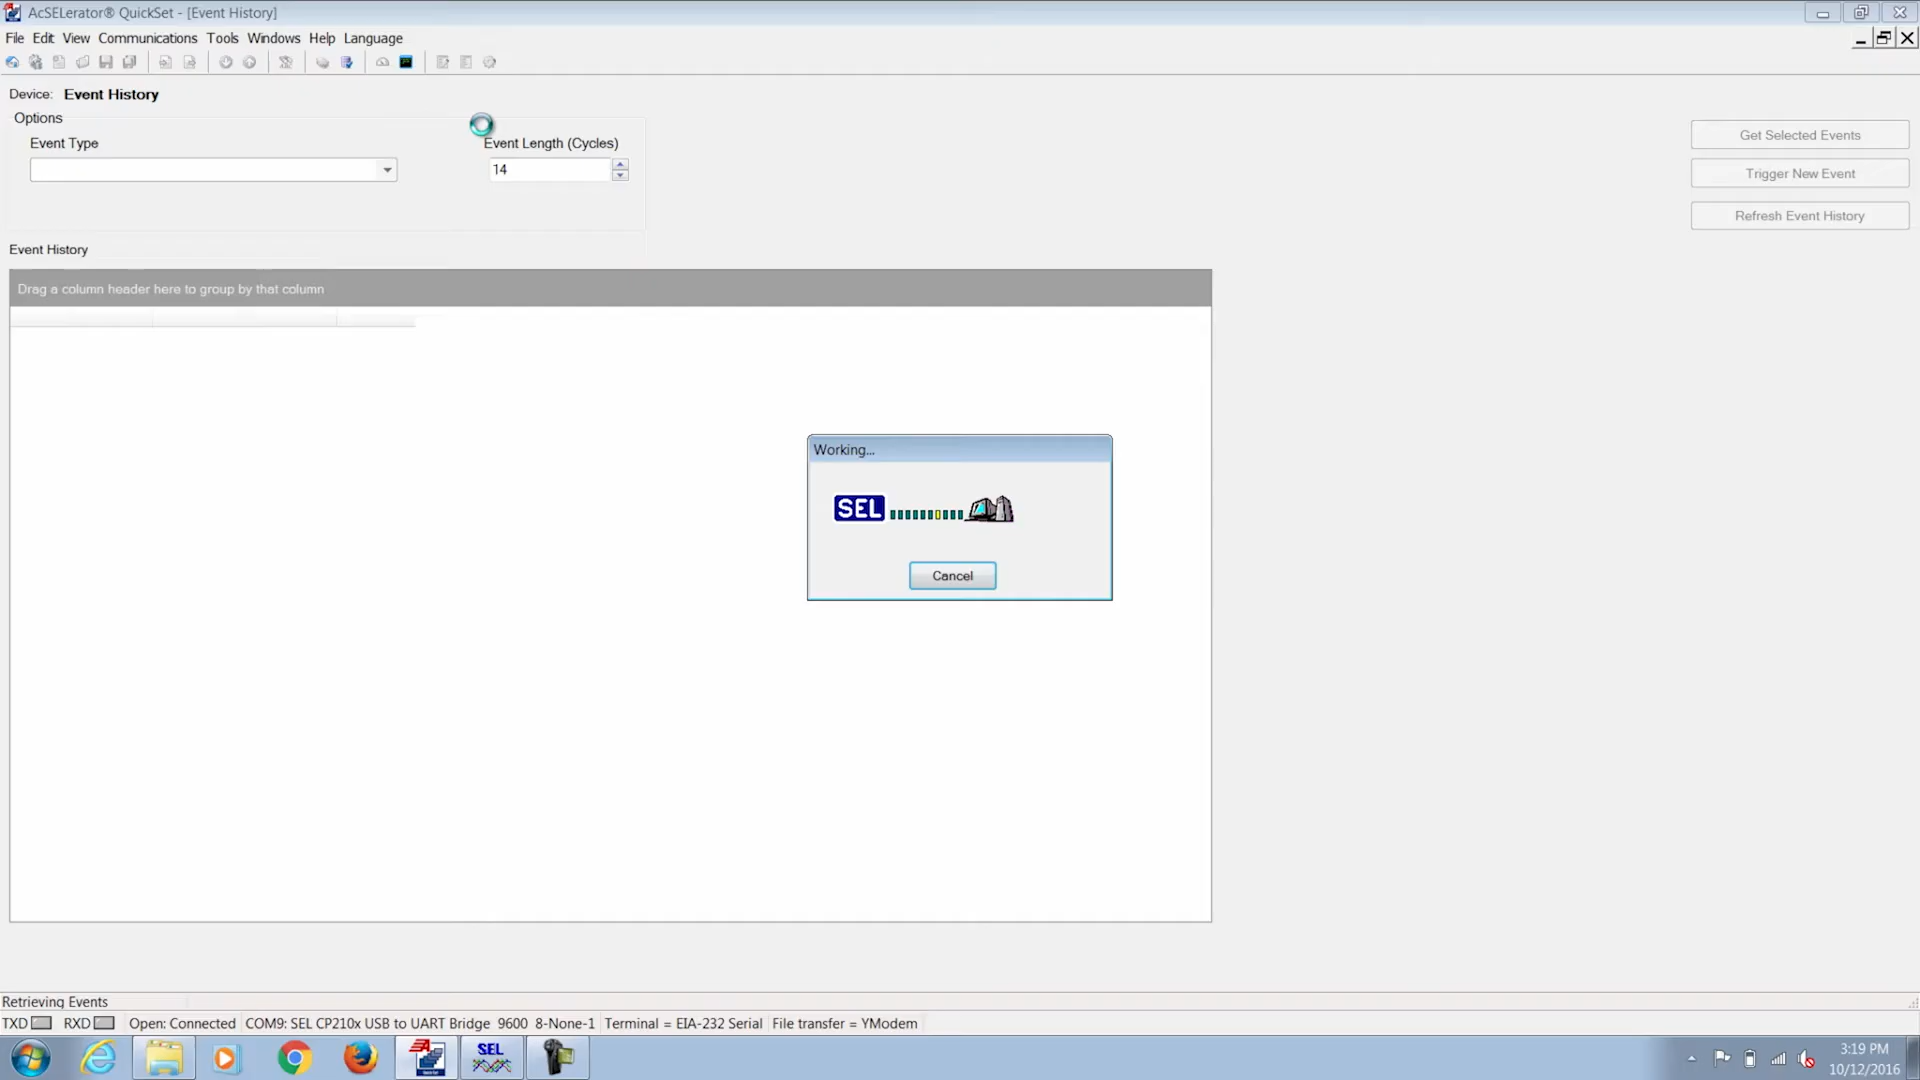 AcSELerator® QuickSet - [Event History]
File Edit View Communications Tools Windows Help Language
Device: Event History
Options
Event Type
Event Length (Cycles)
14
Get Selected Events
Trigger New Event
Refresh Event History
Event History
Drag a column header here to group by that column
Working...
SEL
Cancel
Retrieving Events
TXD RXD Open: Connected COM9: SEL CP210x USB to UART Bridge 9600 8-None-1 Terminal = EIA-232 Serial File transfer = YModem
SEL
3:19 PM
10/12/2016